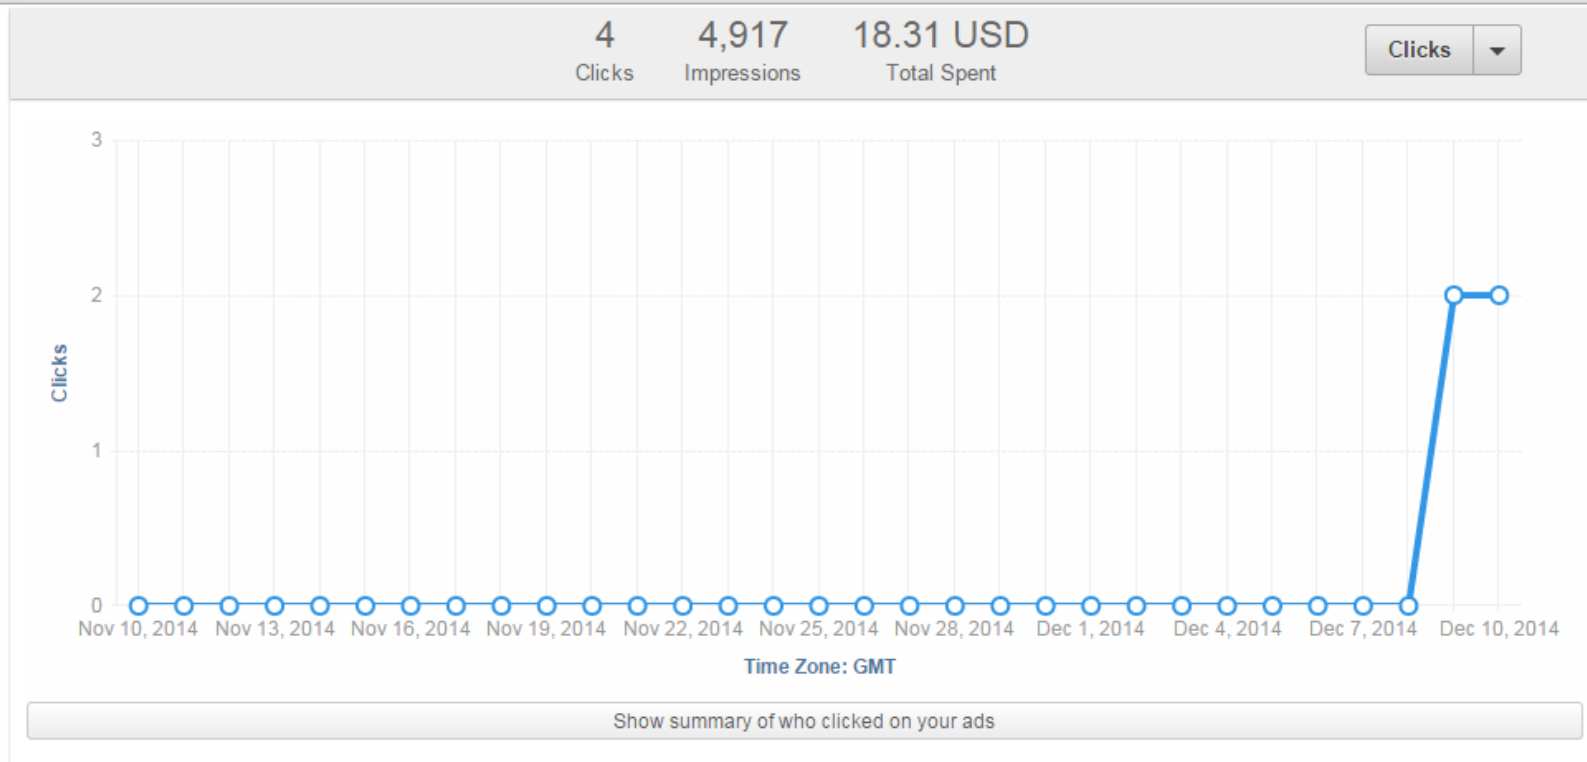 4 4,917 18.31 USD
Clicks Impressions Total Spent
Clicks
3
2
1
0
Clicks
Nov 10, 2014 Nov 13, 2014 Nov 16, 2014 Nov 19, 2014 Nov 22, 2014 Nov 25, 2014 Nov 28, 2014 Dec 1, 2014 Dec 4, 2014 Dec 7, 2014 Dec 10, 2014
Time Zone: GMT
Show summary of who clicked on your ads